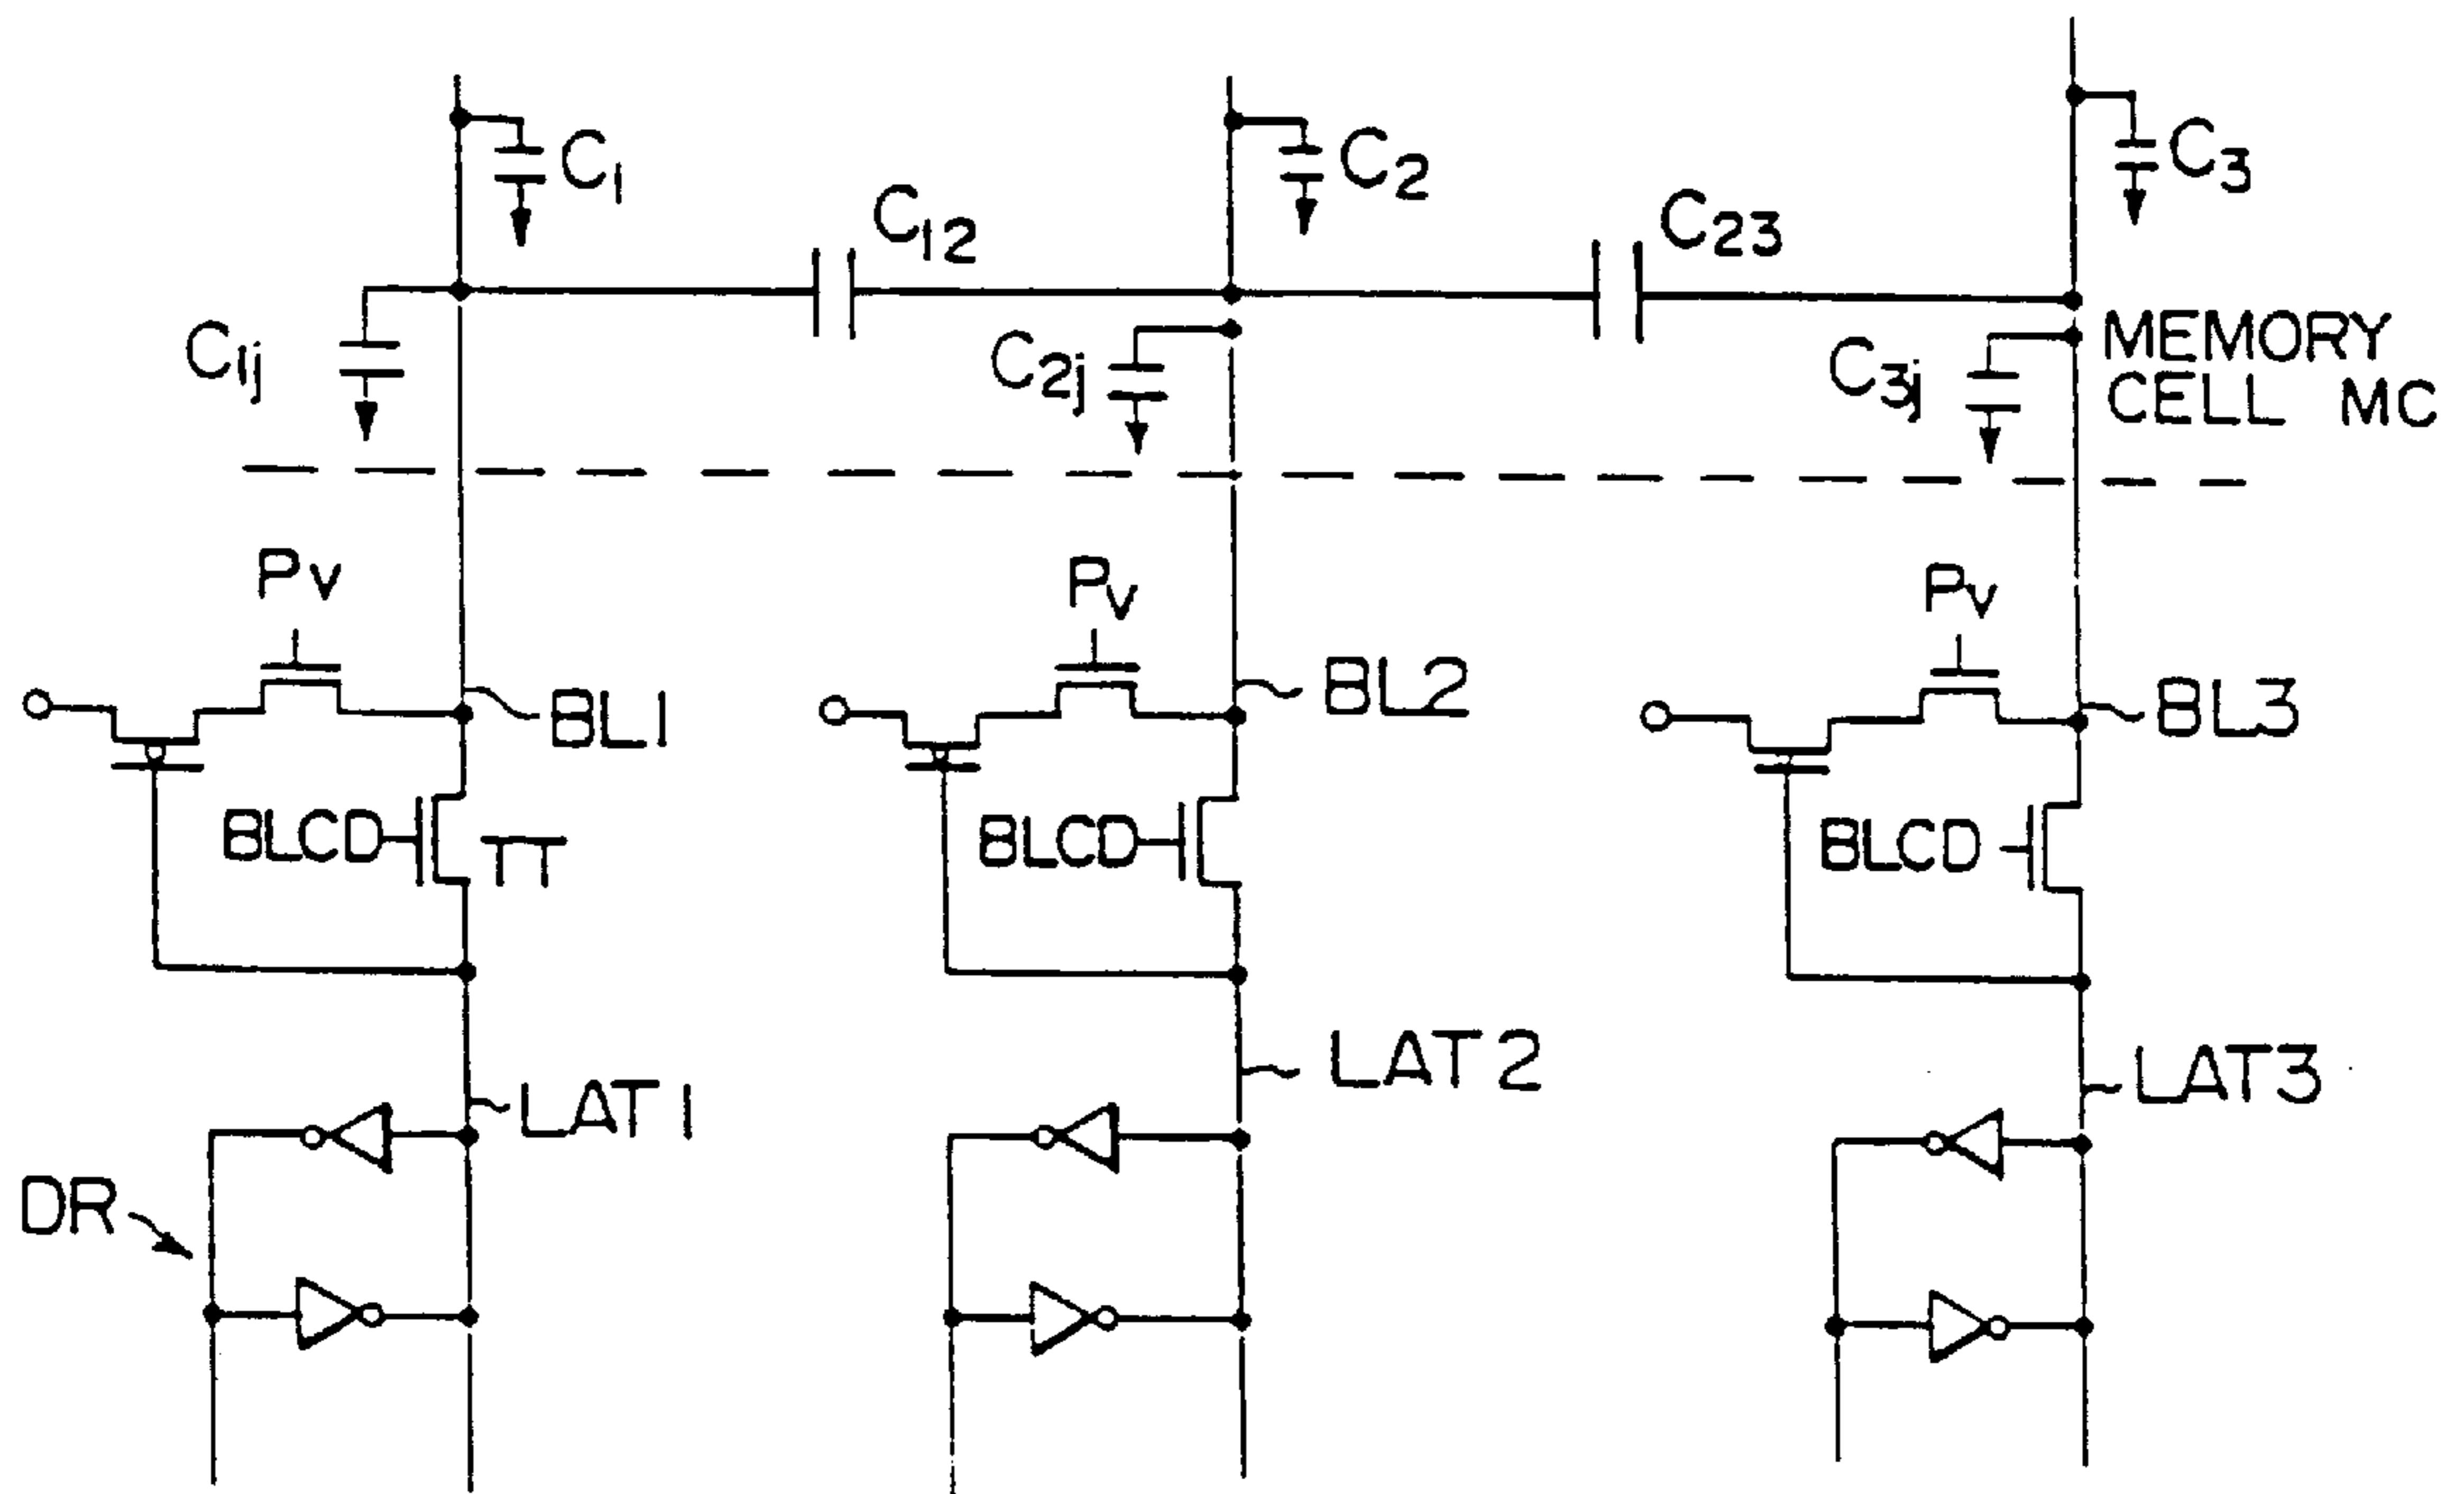 C1
C2
C3
C12
C23
C1j
C2j
C3j
MEMORY
CELL MC
Pv
Pv
Pv
BL1
BL2
BL3
BLCD
TT
BLCD
BLCD
LAT1
LAT2
LAT3
DR